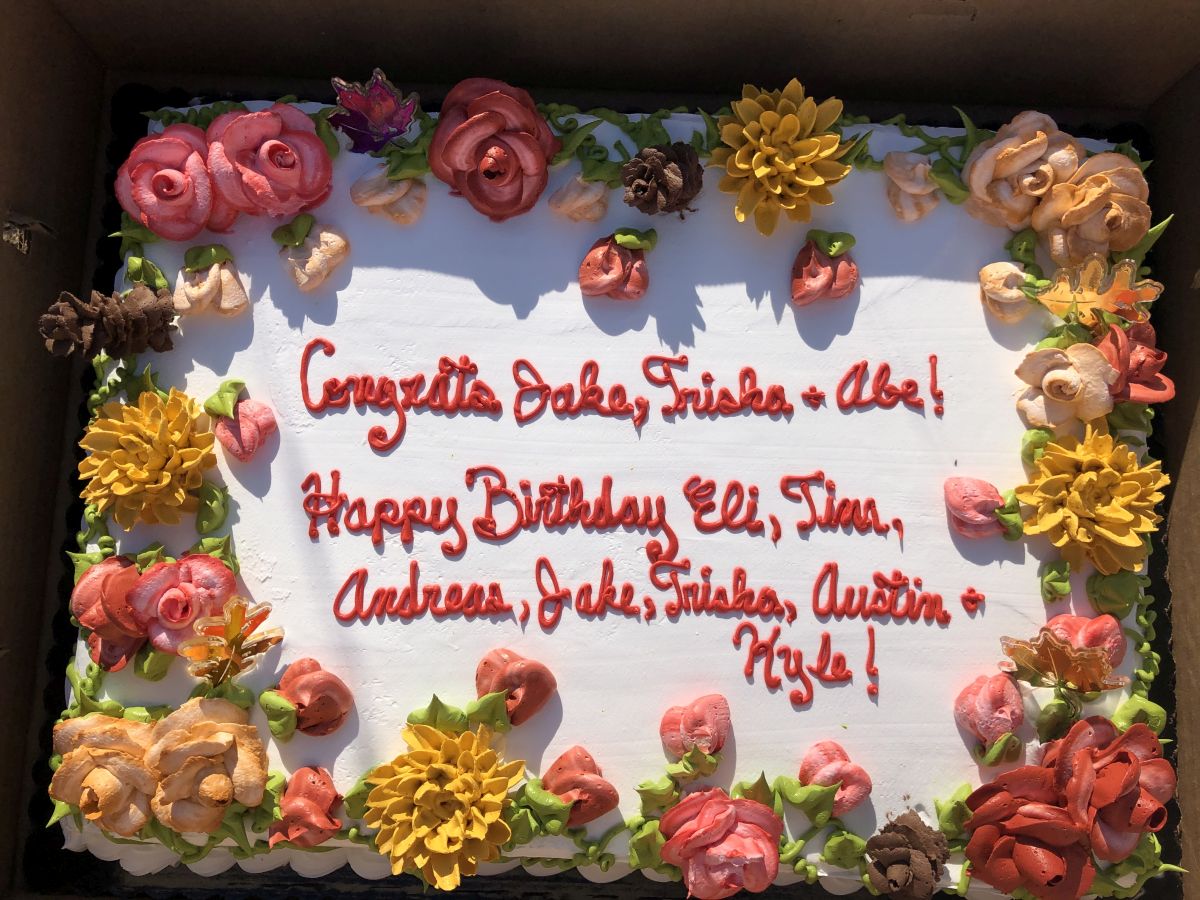 Congrats Jake, Trisha + Abe!
Happy Birthday Eli, Tim,
Andreas, Jake, Trisha, Austin +
Kyle!